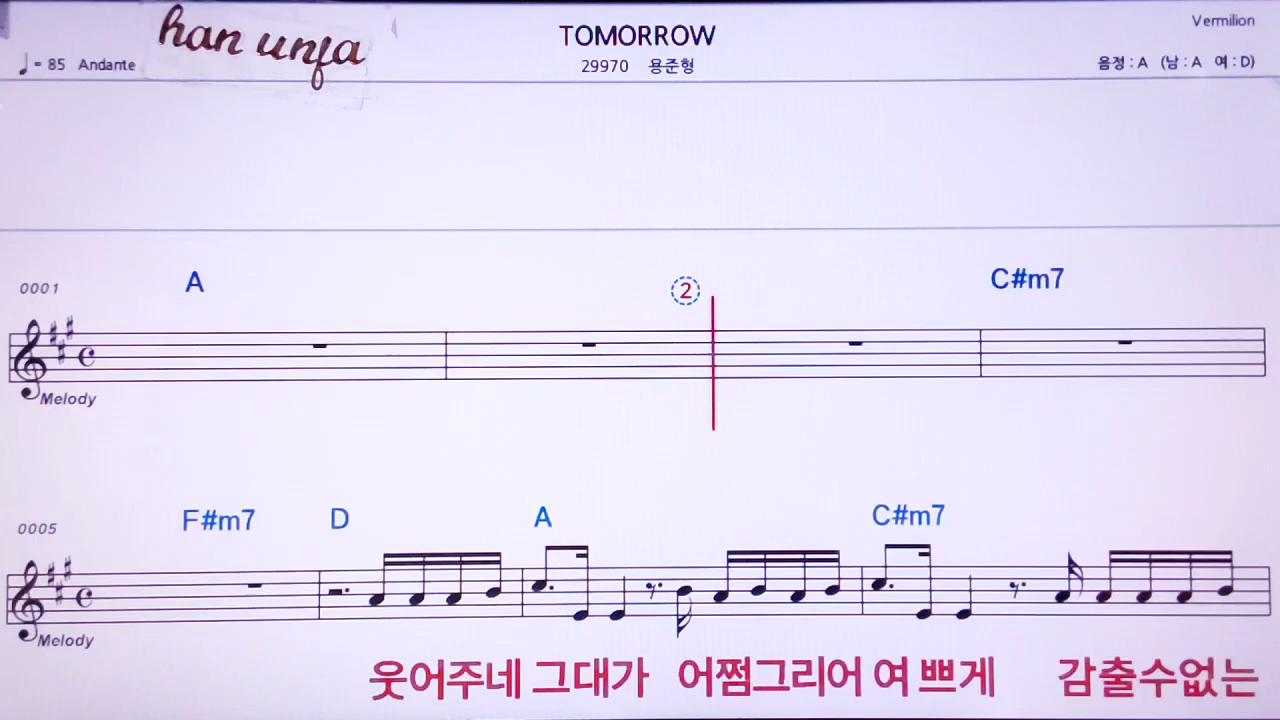 han unfa
TOMORROW
Vermilion
♩= 85 Andante
29970 용준형
음정 : A (남 : A 여 : D)
0001
A
②
C#m7
Melody
0005
F#m7 D A C#m7
Melody
웃어주네 그대가 어쩜그리어 여 쁘게 감출수없는